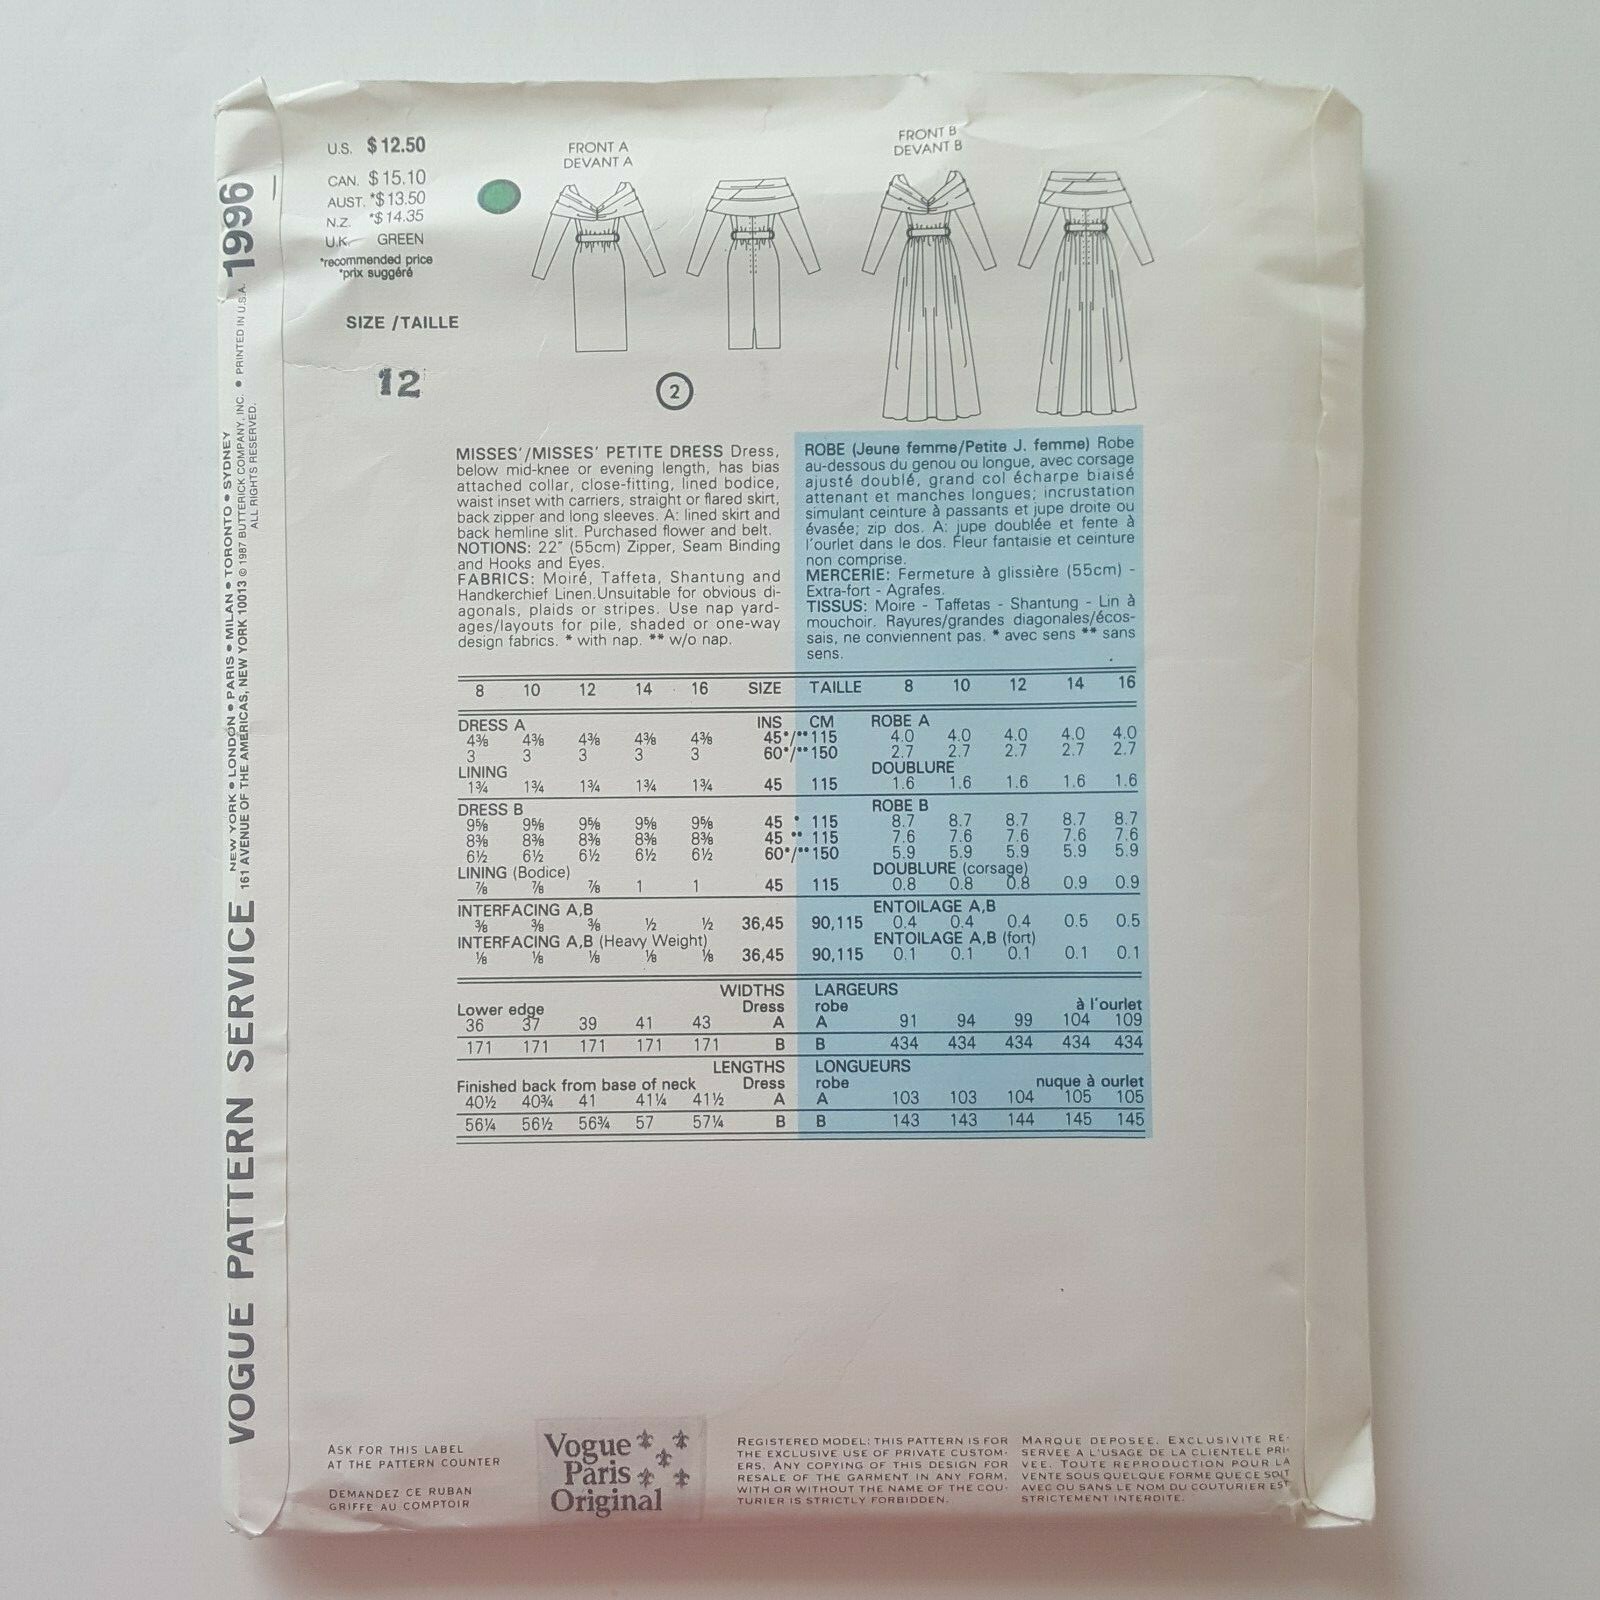 U.S. $12.50
CAN. $15.10
AUST. *$13.50
N.Z. *$14.35
U.K. GREEN
*recommended price
*prix suggéré
SIZE /TAILLE
12
FRONT A
DEVANT A
FRONT B
DEVANT B
2
MISSES'/MISSES' PETITE DRESS Dress,
below mid-knee or evening length, has bias
attached collar, close-fitting, lined bodice,
waist inset with carriers, straight or flared skirt,
back zipper and long sleeves. A: lined skirt and
back hemline slit. Purchased flower and belt.
NOTIONS: 22" (55cm) Zipper, Seam Binding
and Hooks and Eyes.
FABRICS: Moiré, Taffeta, Shantung and
Handkerchief Linen.Unsuitable for obvious di-
agonals, plaids or stripes. Use nap yard-
ages/layouts for pile, shaded or one-way
design fabrics. * with nap. ** w/o nap.
ROBE (Jeune femme/Petite J. femme) Robe
au-dessous du genou ou longue, avec corsage
ajusté doublé, grand col écharpe biaisé
attenant et manches longues; incrustation
simulant ceinture à passants et jupe droite ou
évasée; zip dos. A: jupe doublée et fente à
l'ourlet dans le dos. Fleur fantaisie et ceinture
non comprise.
MERCERIE: Fermeture à glissière (55cm) -
Extra-fort - Agrafes.
TISSUS: Moire - Taffetas - Shantung - Lin à
mouchoir. Rayures/grandes diagonales/écos-
sais, ne conviennent pas. * avec sens ** sans
sens.
8 10 12 14 16 SIZE TAILLE 8 10 12 14 16
DRESS A INS CM ROBE A
4⅜ 4⅜ 4⅜ 4⅜ 4⅜ 45*/**115 4.0 4.0 4.0 4.0 4.0
3 3 3 3 3 60*/**150 2.7 2.7 2.7 2.7 2.7
LINING DOUBLURE
1¾ 1¾ 1¾ 1¾ 1¾ 45 115 1.6 1.6 1.6 1.6 1.6
DRESS B ROBE B
9⅝ 9⅝ 9⅝ 9⅝ 9⅝ 45 * 115 8.7 8.7 8.7 8.7 8.7
8⅜ 8⅜ 8⅜ 8⅜ 8⅜ 45 ** 115 7.6 7.6 7.6 7.6 7.6
6½ 6½ 6½ 6½ 6½ 60*/**150 5.9 5.9 5.9 5.9 5.9
LINING (Bodice) DOUBLURE (corsage)
⅞ ⅞ ⅞ 1 1 45 115 0.8 0.8 0.8 0.9 0.9
INTERFACING A,B ENTOILAGE A,B
⅜ ⅜ ⅜ ½ ½ 36,45 90,115 0.4 0.4 0.4 0.5 0.5
INTERFACING A,B (Heavy Weight) ENTOILAGE A,B (fort)
⅛ ⅛ ⅛ ⅛ ⅛ 36,45 90,115 0.1 0.1 0.1 0.1 0.1
WIDTHS LARGEURS
Lower edge Dress robe à l'ourlet
36 37 39 41 43 A A 91 94 99 104 109
171 171 171 171 171 B B 434 434 434 434 434
LENGTHS LONGUEURS
Finished back from base of neck Dress robe nuque à ourlet
40½ 40¾ 41 41¼ 41½ A A 103 103 104 105 105
56¼ 56½ 56¾ 57 57¼ B B 143 143 144 145 145
ASK FOR THIS LABEL
AT THE PATTERN COUNTER
DEMANDEZ CE RUBAN
GRIFFE AU COMPTOIR
Vogue
Paris
Original
REGISTERED MODEL: THIS PATTERN IS FOR
THE EXCLUSIVE USE OF PRIVATE CUSTOM-
ERS. ANY COPYING OF THIS DESIGN FOR
RESALE OF THE GARMENT IN ANY FORM,
WITH OR WITHOUT THE NAME OF THE COU-
TURIER IS STRICTLY FORBIDDEN.
MARQUE DEPOSEE. EXCLUSIVITE RE-
SERVEE A L'USAGE DE LA CLIENTELE PRI-
VEE. TOUTE REPRODUCTION POUR LA
VENTE SOUS QUELQUE FORME QUE CE SOIT
AVEC OU SANS LE NOM DU COUTURIER EST
STRICTEMENT INTERDITE.
VOGUE PATTERN SERVICE
NEW YORK • LONDON • PARIS • MILAN • TORONTO • SYDNEY
161 AVENUE OF THE AMERICAS, NEW YORK 10013 © 1987 BUTTERICK COMPANY, INC. • PRINTED IN U.S.A.
ALL RIGHTS RESERVED.
1996